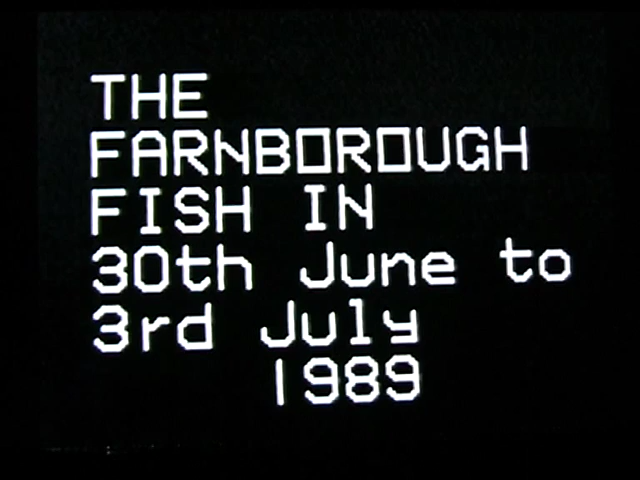 THE
FARNBOROUGH
FISH IN
30th June to
3rd July
1989